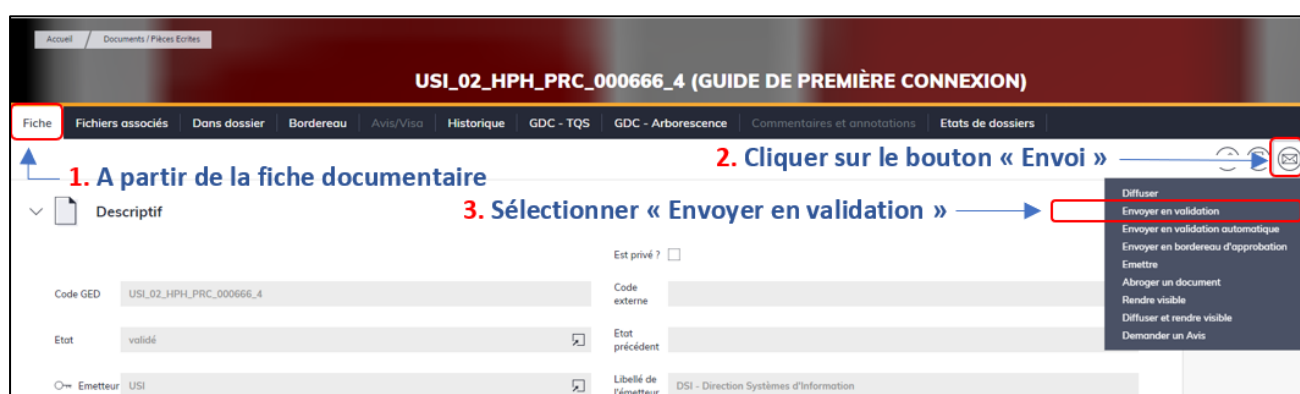 Accueil
Documents / Pièces Ecrites
USI_02_HPH_PRC_000666_4 (GUIDE DE PREMIÈRE CONNEXION)
Fiche Fichiers associés Dans dossier Bordereau Avis/Visa Historique GDC - TQS GDC - Arborescence Commentaires et annotations Etats de dossiers
2. Cliquer sur le bouton « Envoi »
1. A partir de la fiche documentaire
Descriptif
3. Sélectionner « Envoyer en validation »
Diffuser
Envoyer en validation
Envoyer en validation automatique
Envoyer en bordereau d'approbation
Emettre
Abroger un document
Rendre visible
Diffuser et rendre visible
Demander un Avis
Est privé ?
Code GED USI_02_HPH_PRC_000666_4
Code
externe
Etat validé
Etat
précédent
Emetteur USI
Libellé de
l'émetteur
DSI - Direction Systèmes d'Information